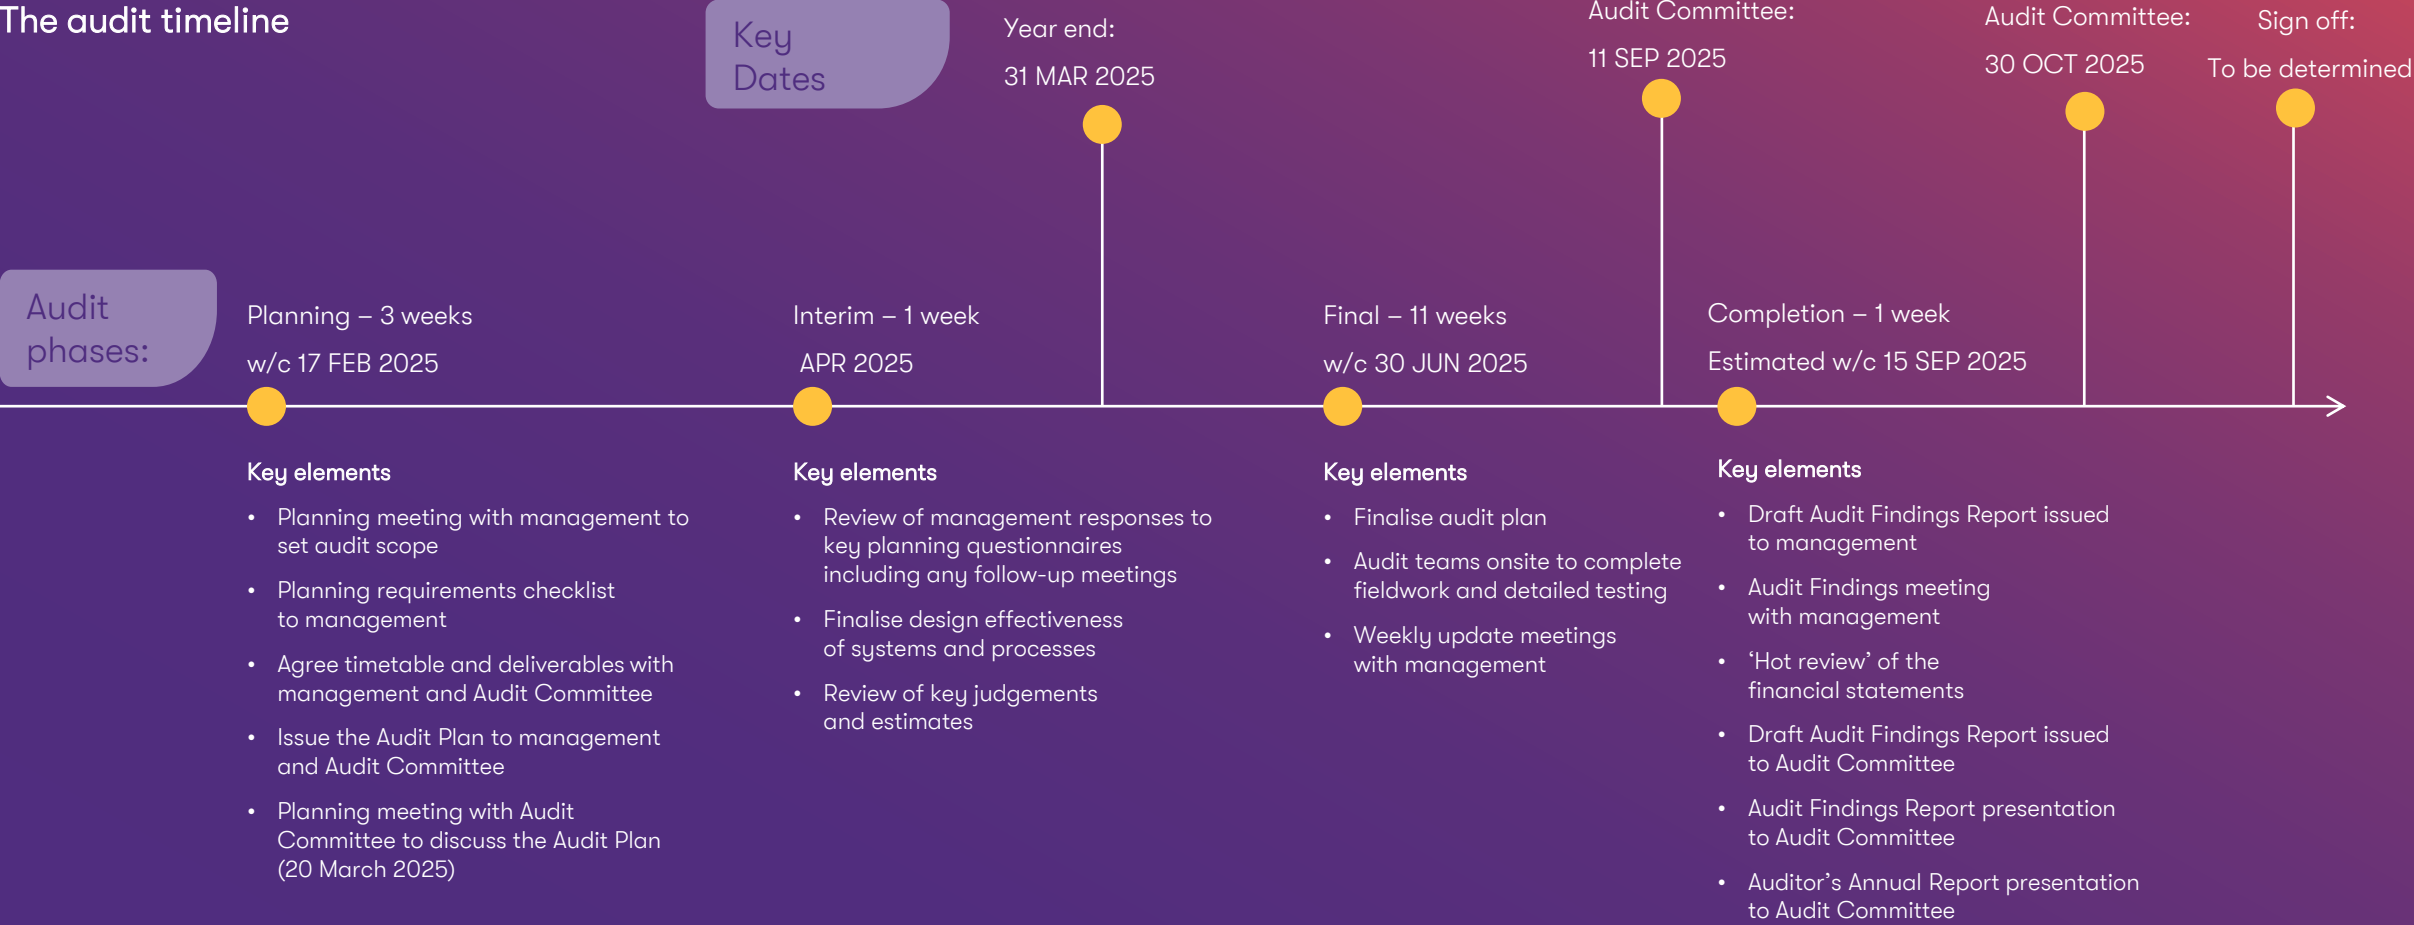 The audit timeline
Key
Dates
Year end:
31 MAR 2025
Audit Committee:
11 SEP 2025
Audit Committee:
30 OCT 2025
Sign off:
To be determined
Audit
phases:
Planning – 3 weeks
w/c 17 FEB 2025
Interim – 1 week
APR 2025
Final – 11 weeks
w/c 30 JUN 2025
Completion – 1 week
Estimated w/c 15 SEP 2025
Key elements
• Planning meeting with management to
set audit scope
• Planning requirements checklist
to management
• Agree timetable and deliverables with
management and Audit Committee
• Issue the Audit Plan to management
and Audit Committee
• Planning meeting with Audit
Committee to discuss the Audit Plan
(20 March 2025)
Key elements
• Review of management responses to
key planning questionnaires
including any follow-up meetings
• Finalise design effectiveness
of systems and processes
• Review of key judgements
and estimates
Key elements
• Finalise audit plan
• Audit teams onsite to complete
fieldwork and detailed testing
• Weekly update meetings
with management
Key elements
• Draft Audit Findings Report issued
to management
• Audit Findings meeting
with management
• ‘Hot review’ of the
financial statements
• Draft Audit Findings Report issued
to Audit Committee
• Audit Findings Report presentation
to Audit Committee
• Auditor’s Annual Report presentation
to Audit Committee